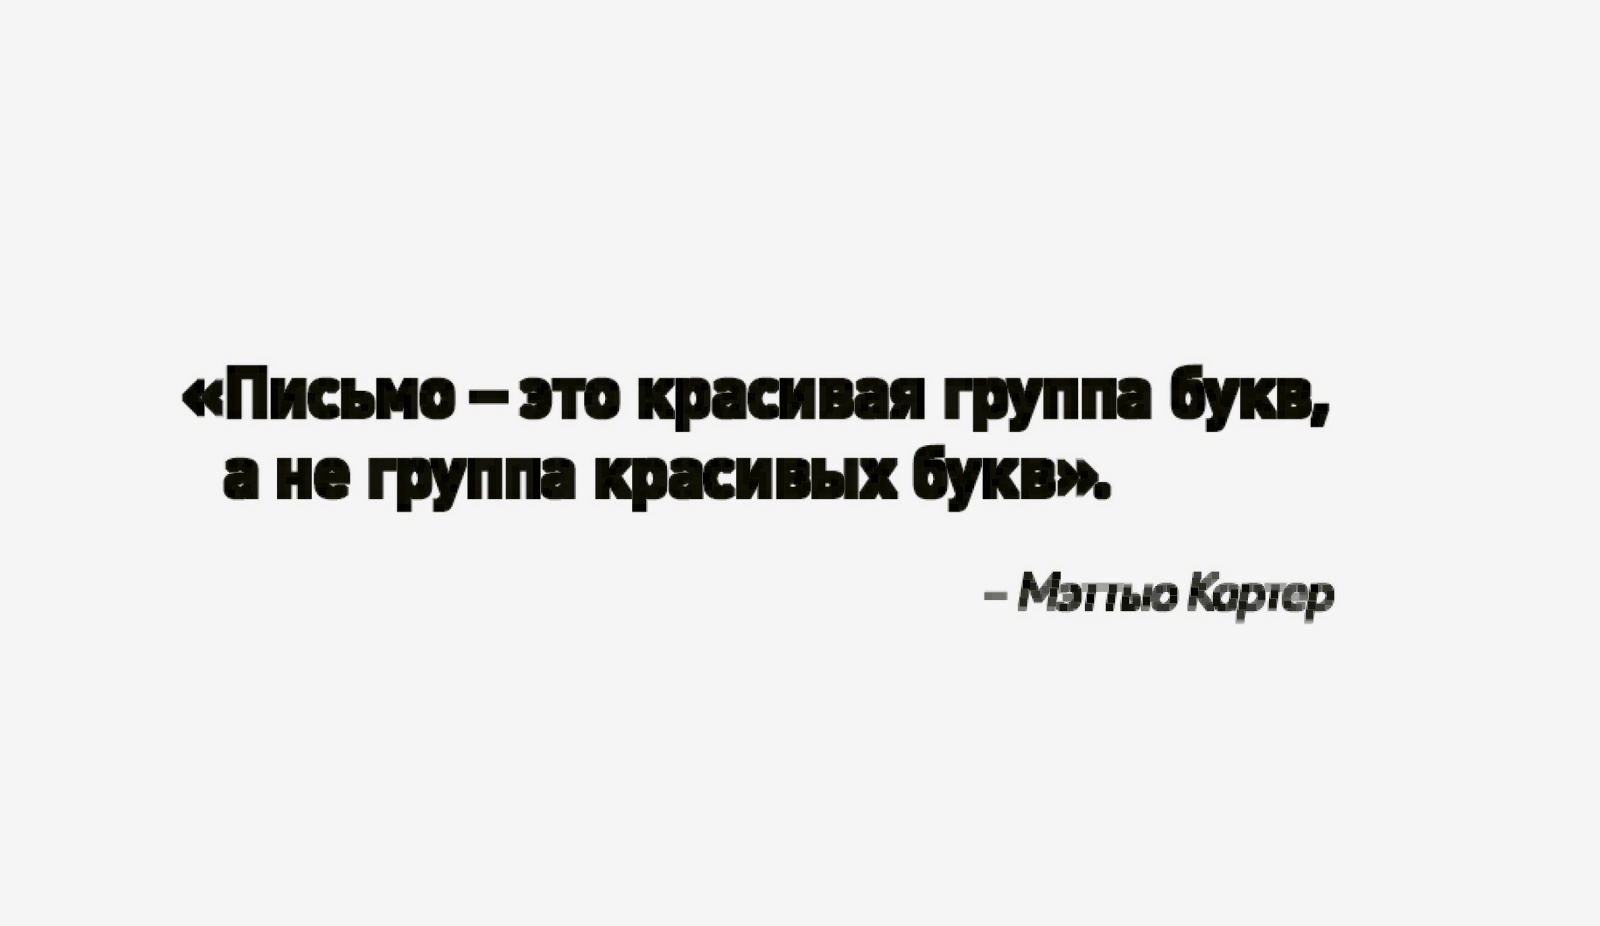 «Письмо – это красивая группа букв,
а не группа красивых букв».
– Мэттью Картер